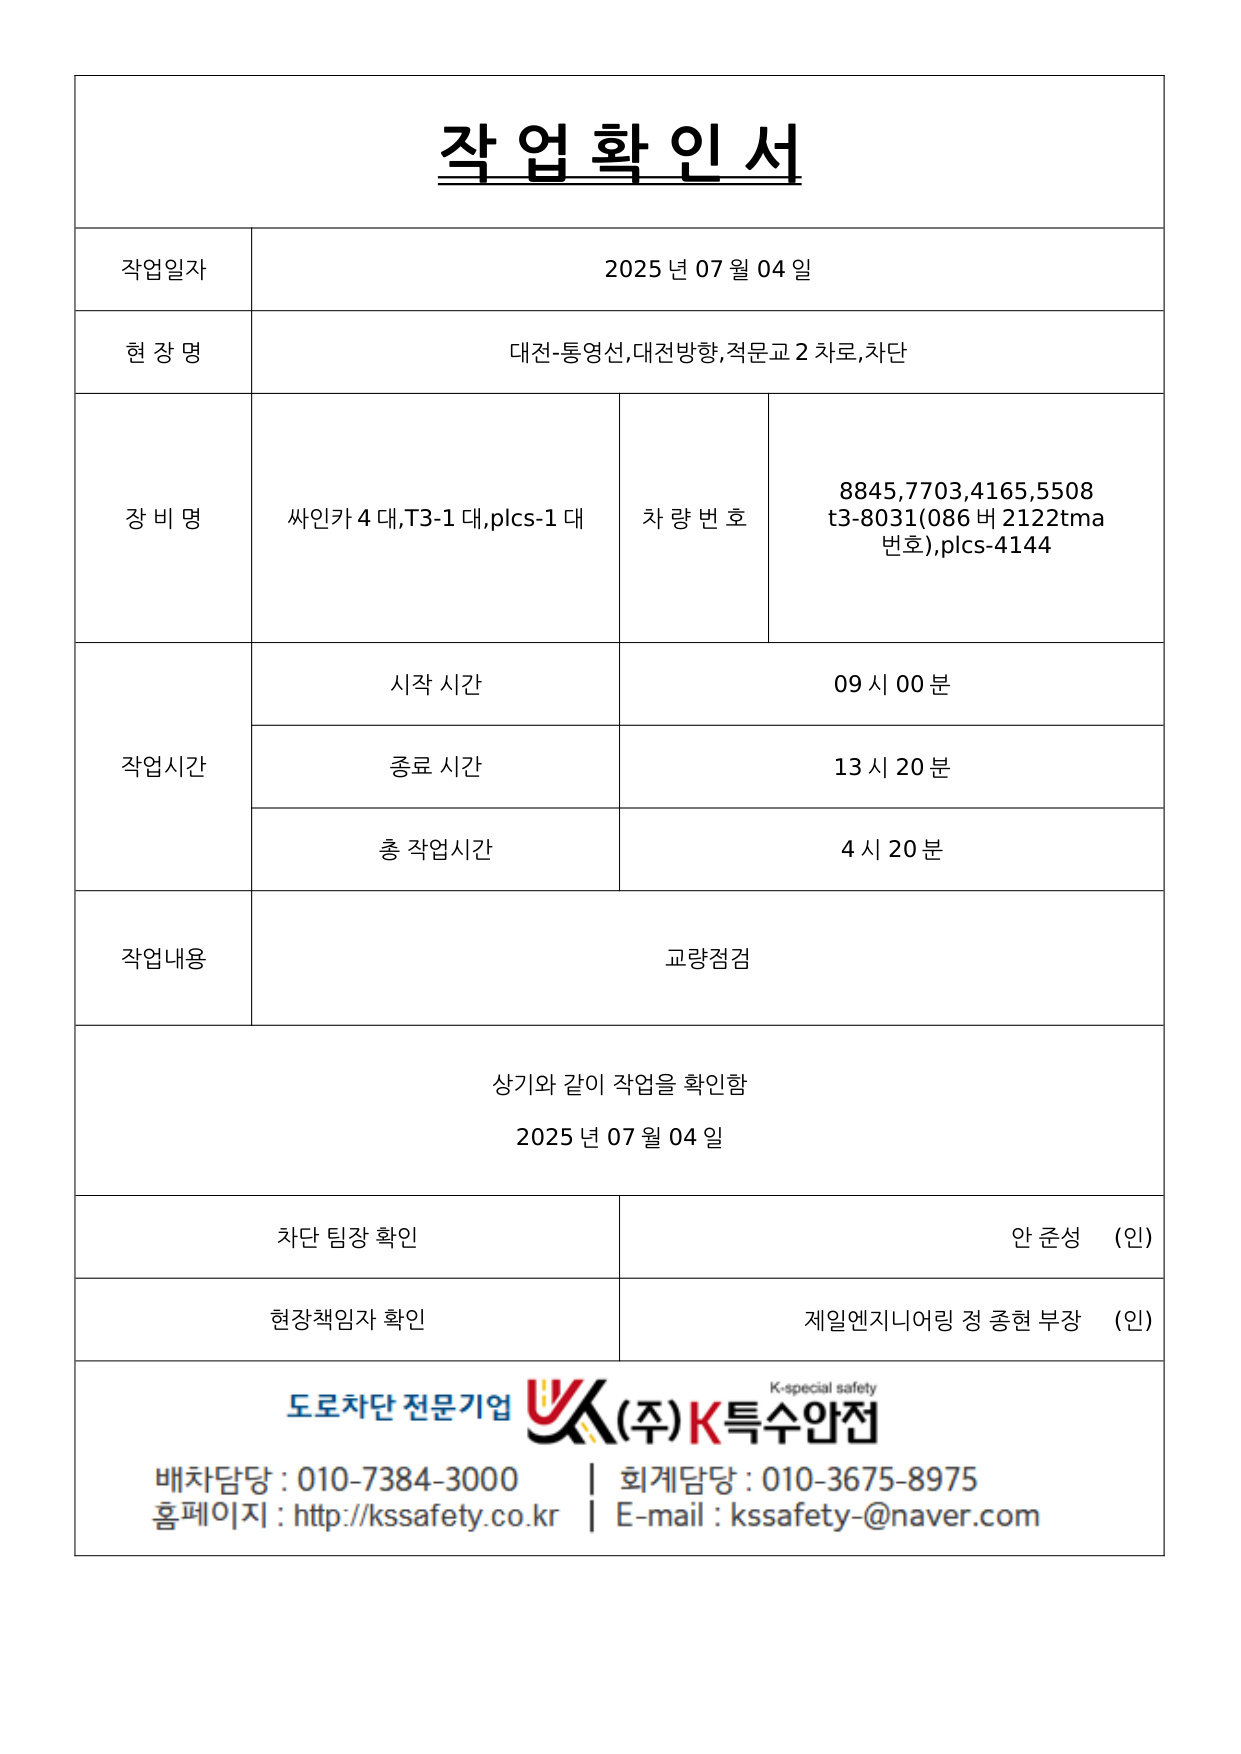 작 업 확 인 서
작업일자 2025 년 07 월 04 일
현 장 명 대전-통영선,대전방향,적문교 2 차로,차단
장 비 명 싸인카 4 대,T3-1 대,plcs-1 대 차 량 번 호 8845,7703,4165,5508
t3-8031(086 버 2122tma
번호),plcs-4144
작업시간 시작 시간 09 시 00 분
종료 시간 13 시 20 분
총 작업시간 4 시 20 분
작업내용 교량점검
상기와 같이 작업을 확인함
2025 년 07 월 04 일
차단 팀장 확인 안 준성 (인)
현장책임자 확인 제일엔지니어링 정 종현 부장 (인)
K-special safety
도로차단 전문기업 (주)K특수안전
배차담당 : 010-7384-3000 | 회계담당 : 010-3675-8975
홈페이지 : http://kssafety.co.kr | E-mail : kssafety-@naver.com